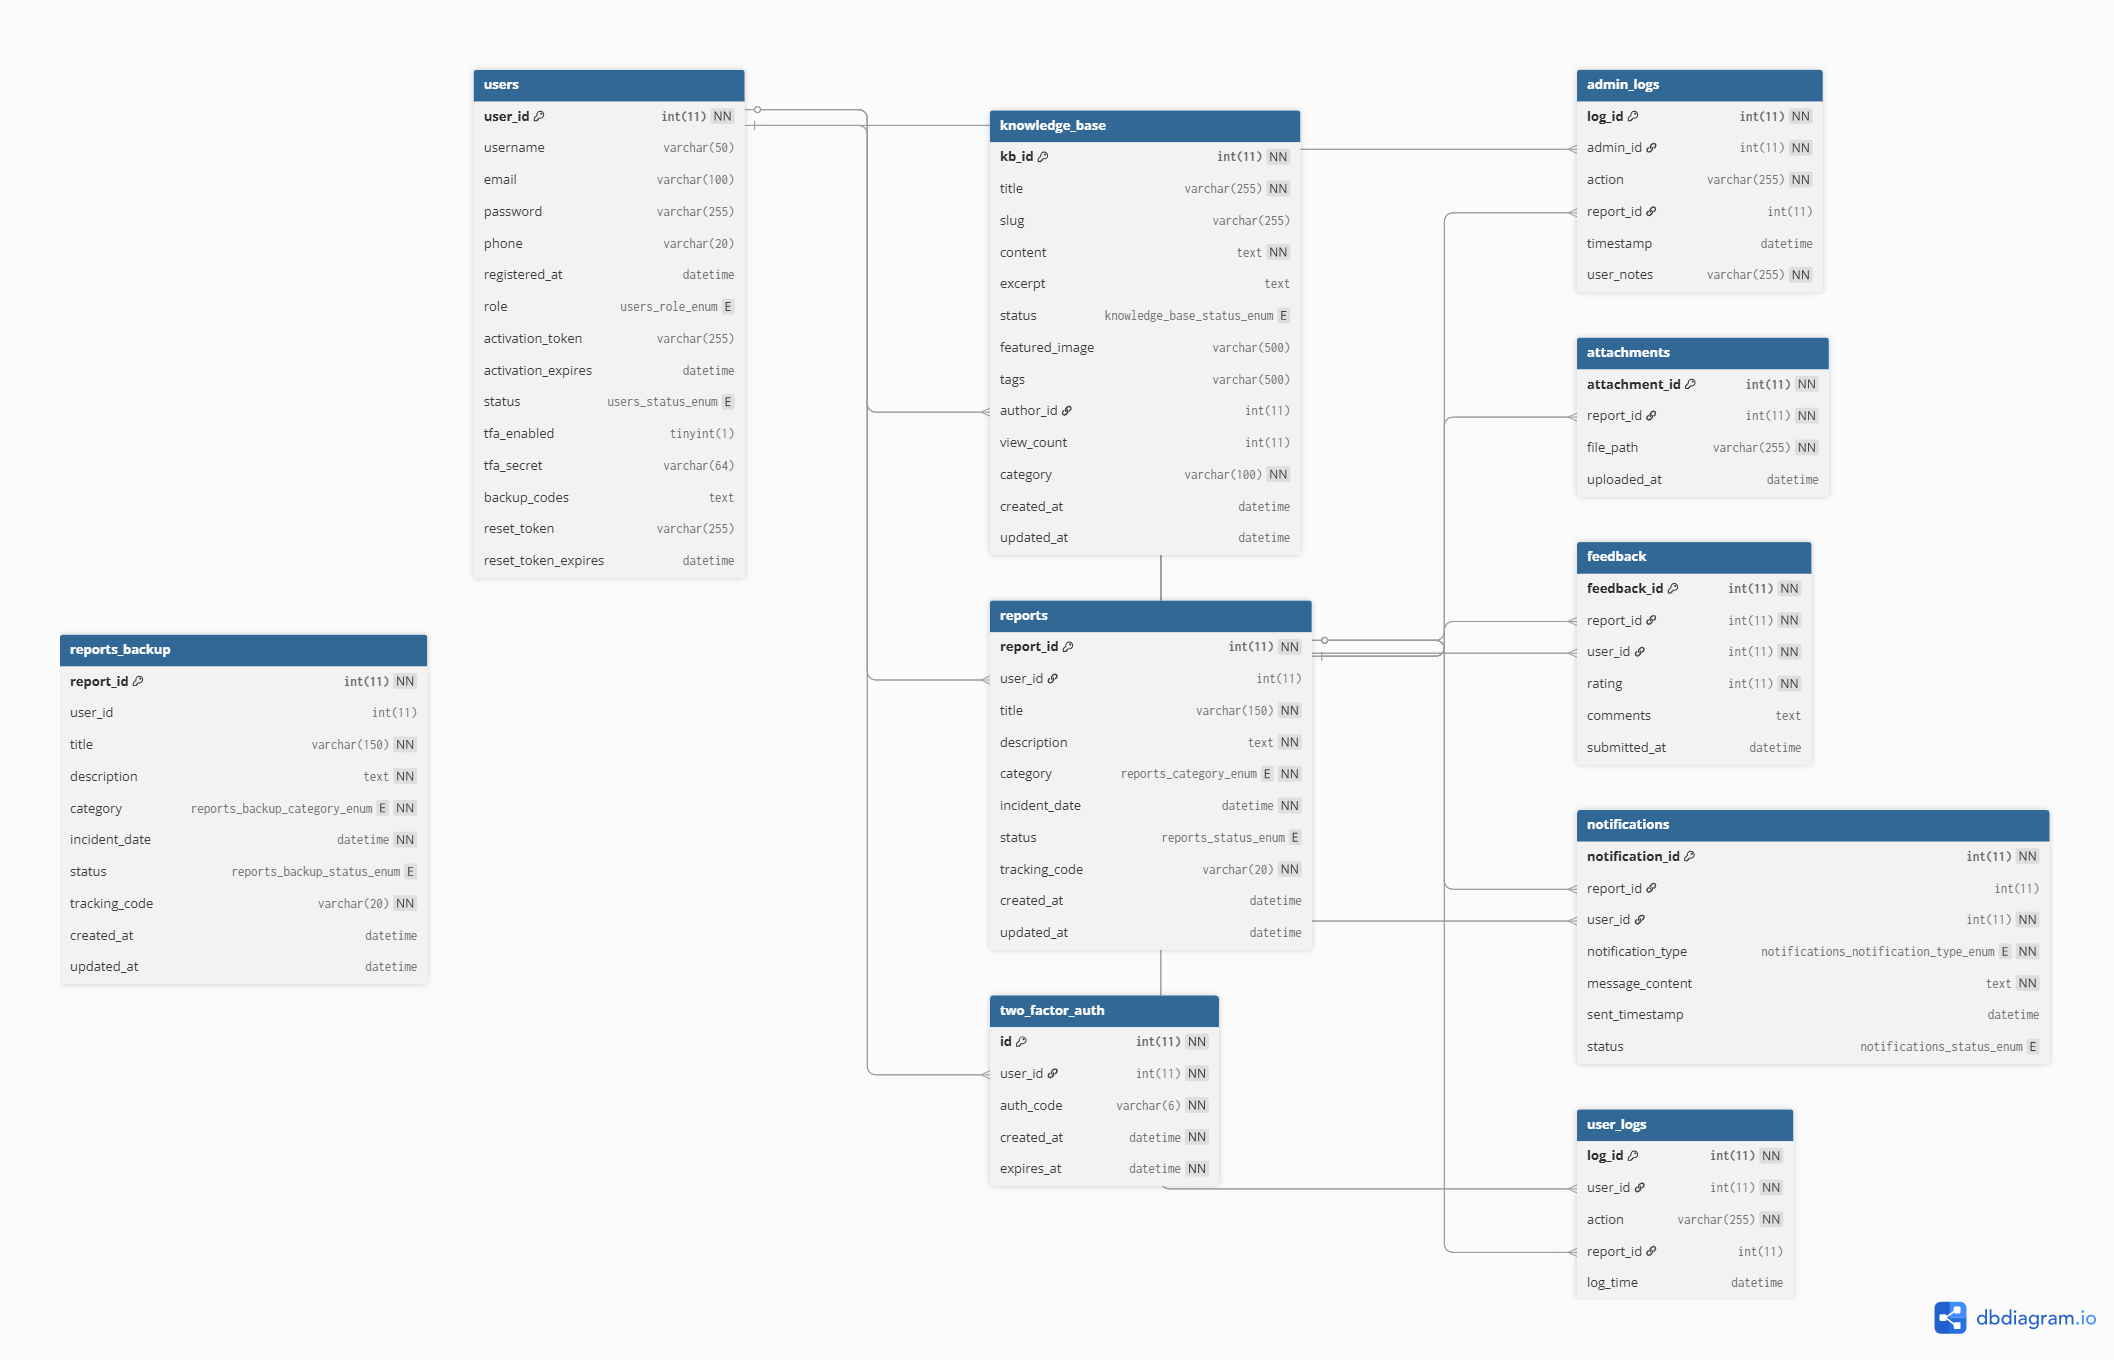 users
user_id int(11) NN
username varchar(50)
email varchar(100)
password varchar(255)
phone varchar(20)
registered_at datetime
role users_role_enum E
activation_token varchar(255)
activation_expires datetime
status users_status_enum E
tfa_enabled tinyint(1)
tfa_secret varchar(64)
backup_codes text
reset_token varchar(255)
reset_token_expires datetime
reports_backup
report_id int(11) NN
user_id int(11)
title varchar(150) NN
description text NN
category reports_backup_category_enum E NN
incident_date datetime NN
status reports_backup_status_enum E
tracking_code varchar(20) NN
created_at datetime
updated_at datetime
knowledge_base
kb_id int(11) NN
title varchar(255) NN
slug varchar(255)
content text NN
excerpt text
status knowledge_base_status_enum E
featured_image varchar(500)
tags varchar(500)
author_id int(11)
view_count int(11)
category varchar(100) NN
created_at datetime
updated_at datetime
reports
report_id int(11) NN
user_id int(11)
title varchar(150) NN
description text NN
category reports_category_enum E NN
incident_date datetime NN
status reports_status_enum E
tracking_code varchar(20) NN
created_at datetime
updated_at datetime
two_factor_auth
id int(11) NN
user_id int(11) NN
auth_code varchar(6) NN
created_at datetime NN
expires_at datetime NN
admin_logs
log_id int(11) NN
admin_id int(11) NN
action varchar(255) NN
report_id int(11)
timestamp datetime
user_notes varchar(255) NN
attachments
attachment_id int(11) NN
report_id int(11) NN
file_path varchar(255) NN
uploaded_at datetime
feedback
feedback_id int(11) NN
report_id int(11) NN
user_id int(11) NN
rating int(11) NN
comments text
submitted_at datetime
notifications
notification_id int(11) NN
report_id int(11)
user_id int(11) NN
notification_type notifications_notification_type_enum E NN
message_content text NN
sent_timestamp datetime
status notifications_status_enum E
user_logs
log_id int(11) NN
user_id int(11) NN
action varchar(255) NN
report_id int(11)
log_time datetime
dbdiagram.io